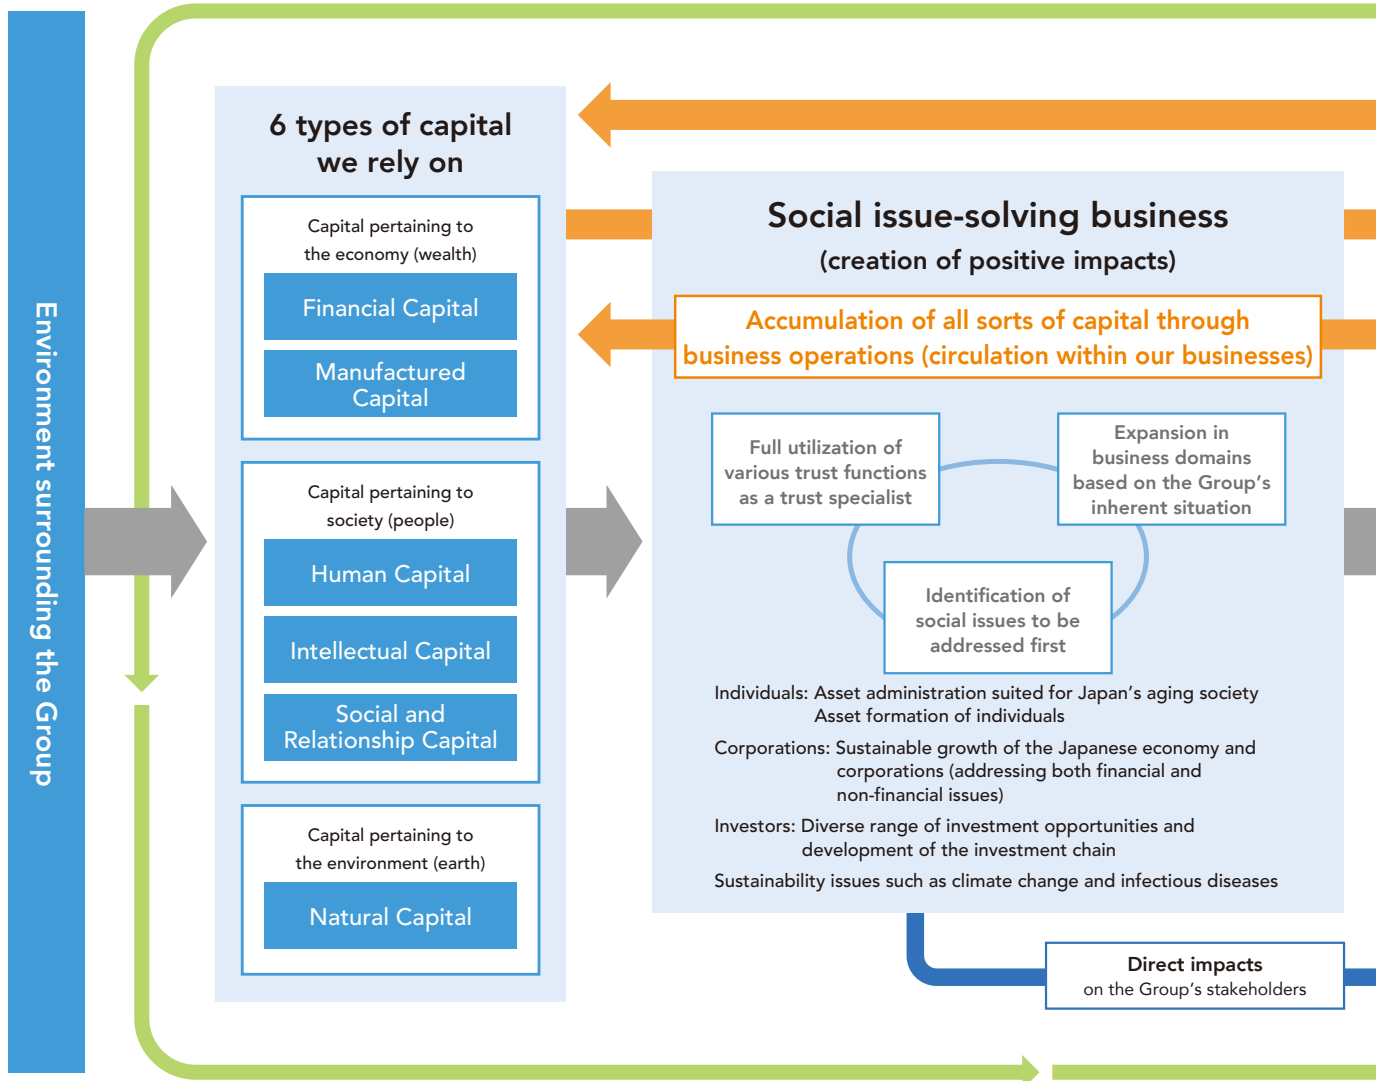 Environment surrounding the Group
6 types of capital
we rely on
Capital pertaining to
the economy (wealth)
Financial Capital
Manufactured
Capital
Capital pertaining to
society (people)
Human Capital
Intellectual Capital
Social and
Relationship Capital
Capital pertaining to
the environment (earth)
Natural Capital
Social issue-solving business
(creation of positive impacts)
Accumulation of all sorts of capital through
business operations (circulation within our businesses)
Full utilization of
various trust functions
as a trust specialist
Expansion in
business domains
based on the Group’s
inherent situation
Identification of
social issues to be
addressed first
Individuals: Asset administration suited for Japan’s aging society
Asset formation of individuals
Corporations: Sustainable growth of the Japanese economy and
corporations (addressing both financial and
non-financial issues)
Investors: Diverse range of investment opportunities and
development of the investment chain
Sustainability issues such as climate change and infectious diseases
Direct impacts
on the Group’s stakeholders